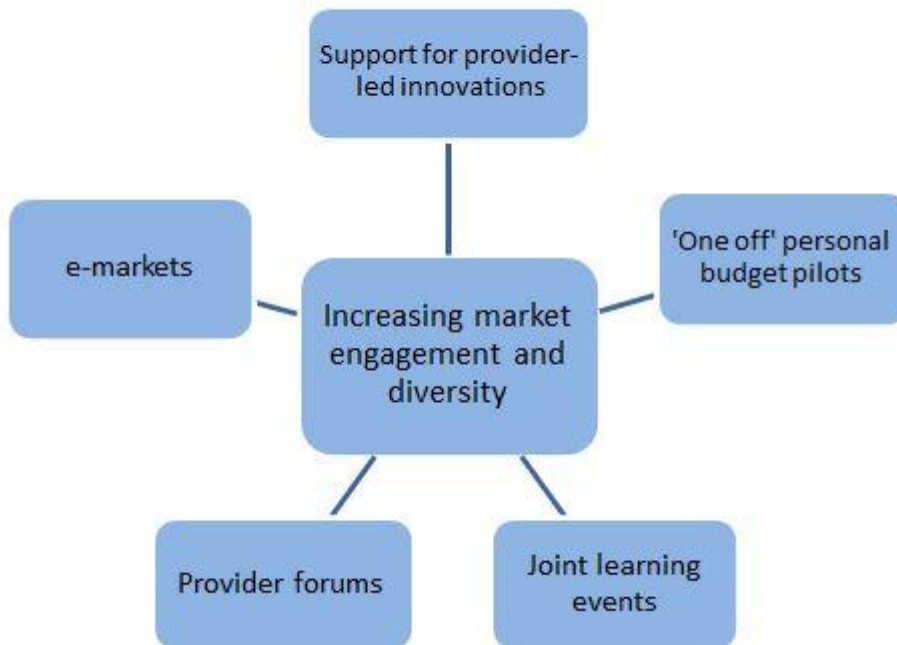 Support for provider-
led innovations
e-markets
'One off' personal
budget pilots
Increasing market
engagement and
diversity
Provider forums
Joint learning
events